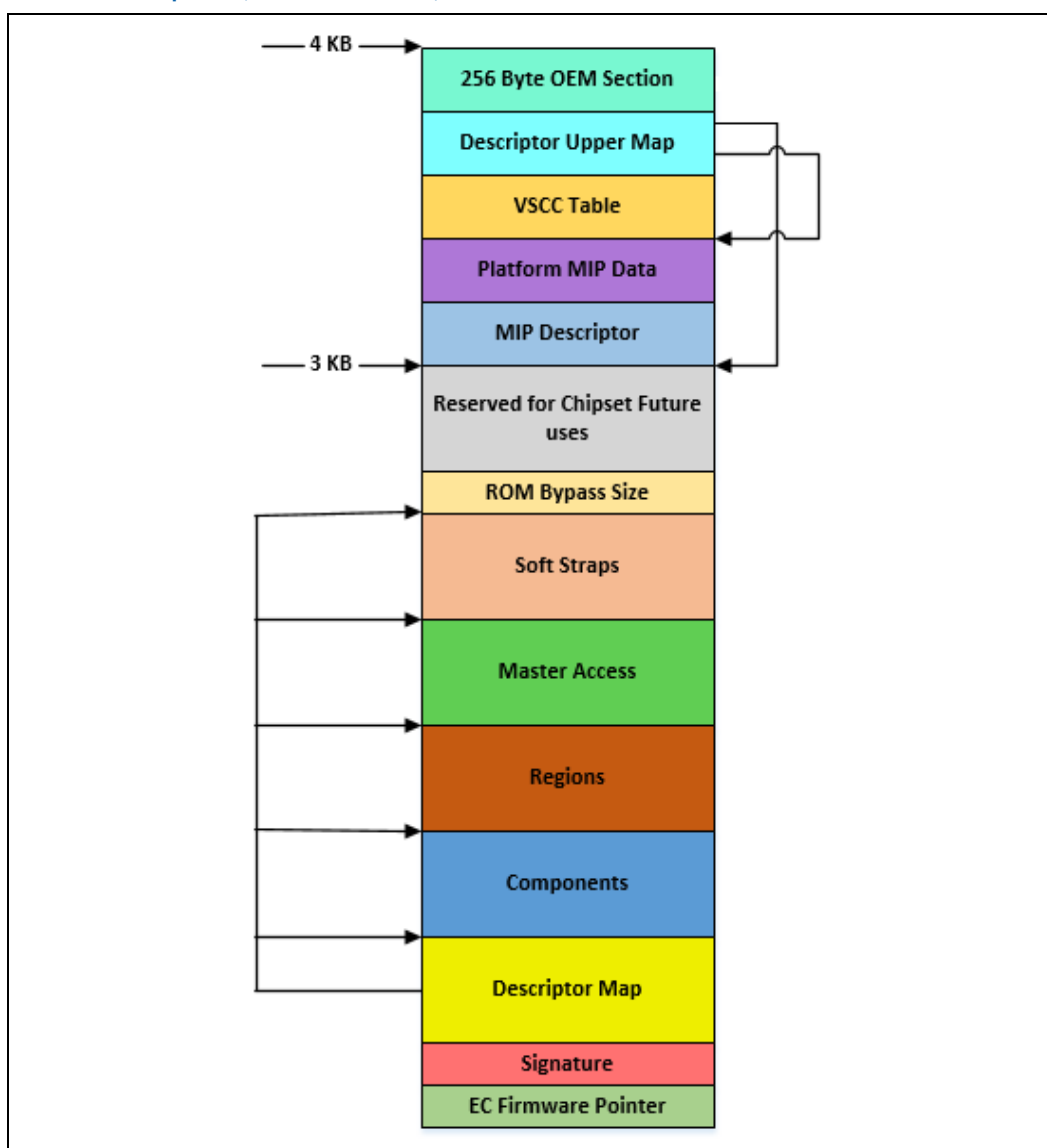 4 KB
256 Byte OEM Section
Descriptor Upper Map
VSCC Table
Platform MIP Data
MIP Descriptor
3 KB
Reserved for Chipset Future
uses
ROM Bypass Size
Soft Straps
Master Access
Regions
Components
Descriptor Map
Signature
EC Firmware Pointer